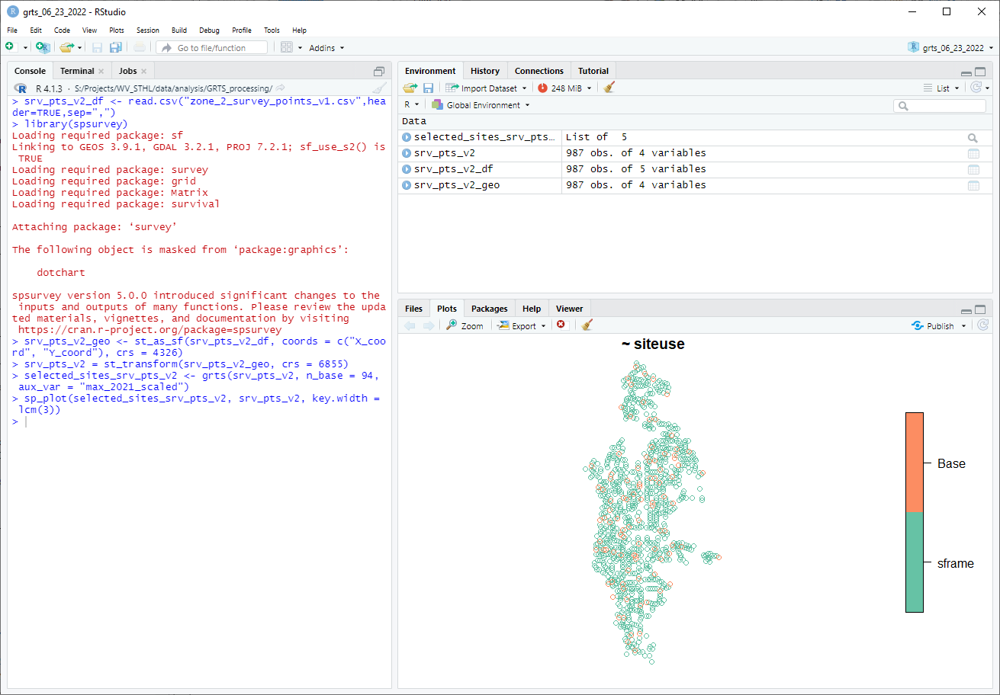 grts_06_23_2022 - RStudio
File Edit Code View Plots Session Build Debug Profile Tools Help
Go to file/function Addins grts_06_23_2022
Console Terminal Jobs
R 4.1.3 · S:/Projects/WV_STHL/data/analysis/GRTS_processing/
> srv_pts_v2_df <- read.csv("zone_2_survey_points_v1.csv",hea
der=TRUE,sep=",")
> library(spsurvey)
Loading required package: sf
Linking to GEOS 3.9.1, GDAL 3.2.1, PROJ 7.2.1; sf_use_s2() is
TRUE
Loading required package: survey
Loading required package: grid
Loading required package: Matrix
Loading required package: survival
Attaching package: ‘survey’
The following object is masked from ‘package:graphics’:
dotchart
spsurvey version 5.0.0 introduced significant changes to the
inputs and outputs of many functions. Please review the upda
ted materials, vignettes, and documentation by visiting
https://cran.r-project.org/package=spsurvey
> srv_pts_v2_geo <- st_as_sf(srv_pts_v2_df, coords = c("X_coo
rd", "Y_coord"), crs = 4326)
> srv_pts_v2 = st_transform(srv_pts_v2_geo, crs = 6855)
> selected_sites_srv_pts_v2 <- grts(srv_pts_v2, n_base = 94,
aux_var = "max_2021_scaled")
> sp_plot(selected_sites_srv_pts_v2, srv_pts_v2, key.width =
lcm(3))
>
Environment History Connections Tutorial
Import Dataset 248 MiB List
R Global Environment
Data
selected_sites_srv_pts… List of 5
srv_pts_v2 987 obs. of 4 variables
srv_pts_v2_df 987 obs. of 5 variables
srv_pts_v2_geo 987 obs. of 4 variables
Files Plots Packages Help Viewer
Zoom Export Publish
~ siteuse
Base
sframe